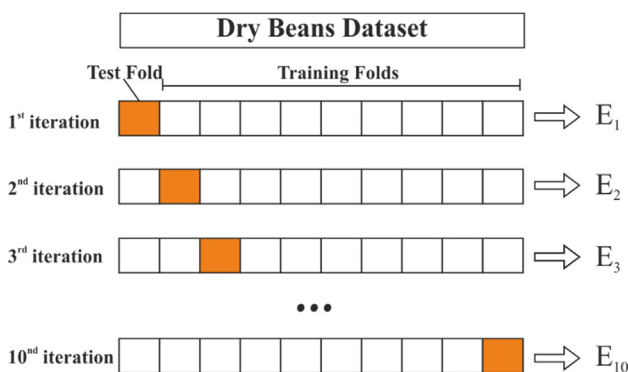 Dry Beans Dataset
Test Fold Training Folds
1st iteration E1
2nd iteration E2
3rd iteration E3
...
10nd iteration E10